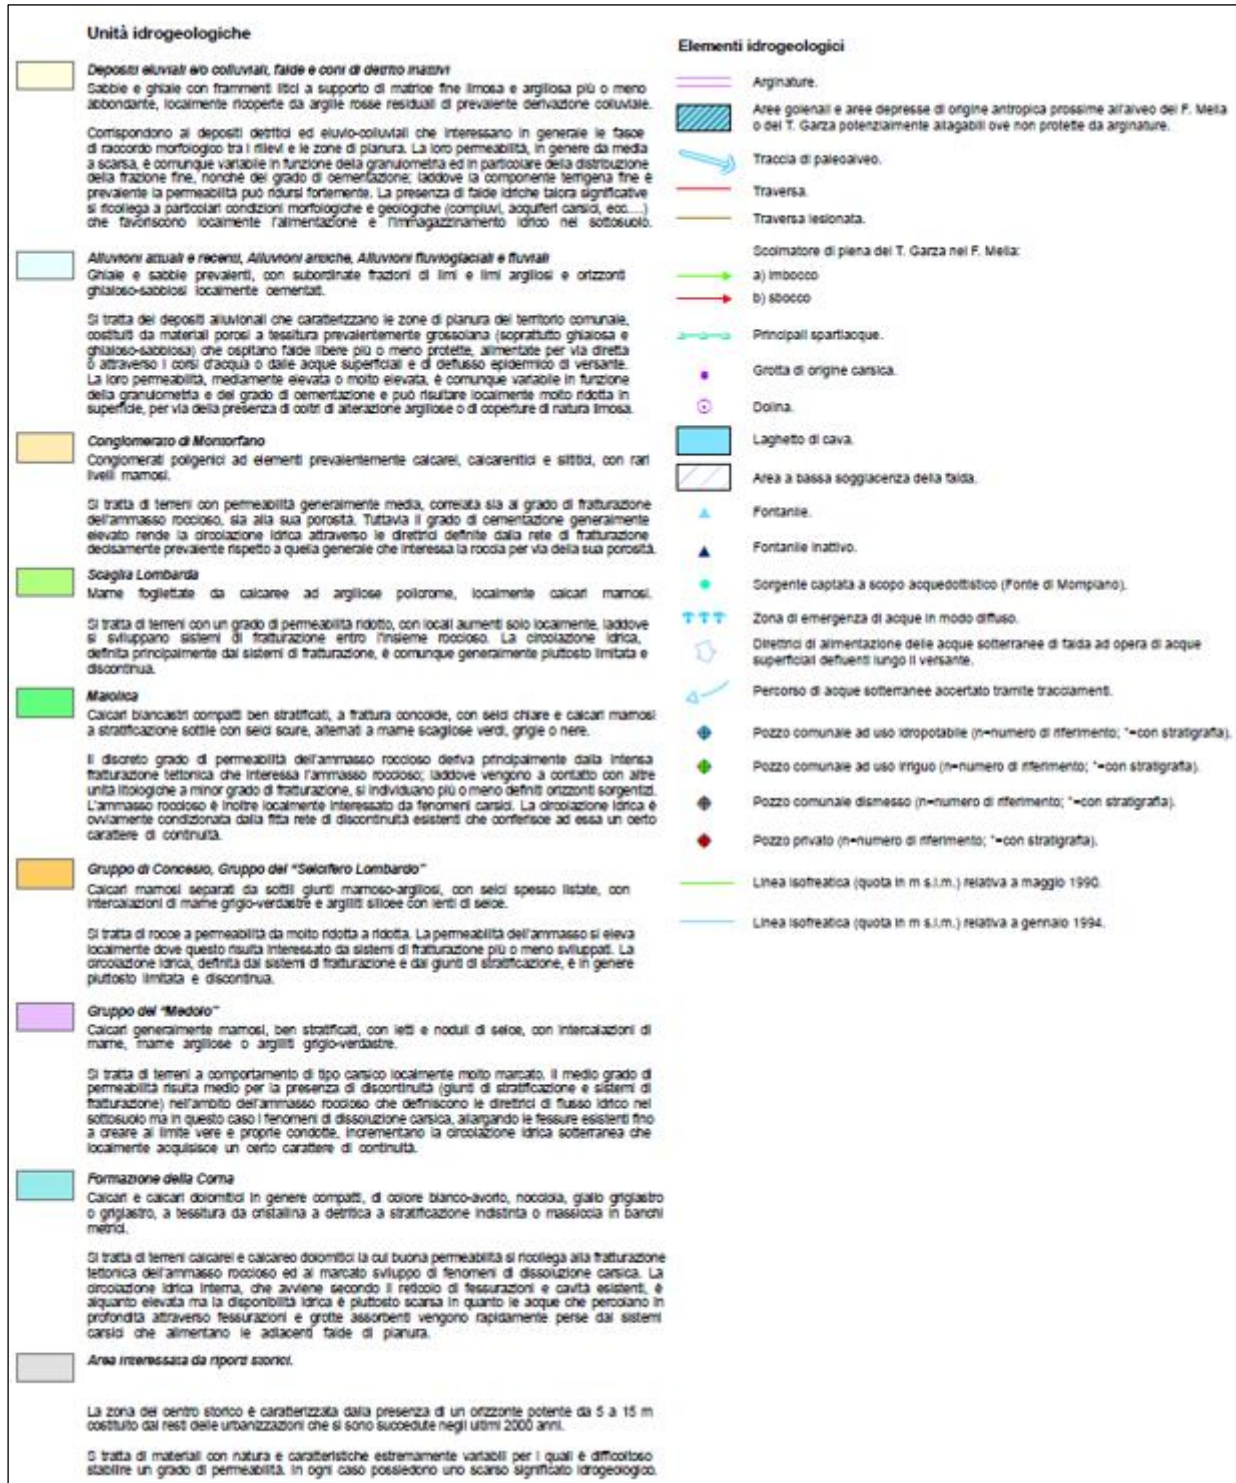 Unità idrogeologiche
Depositi eluviali e/o colluviali, falde e coni di detrito inattivi
Sabbie e ghiaie con frammenti litici a supporto di matrice fine limosa e argillosa più o meno
abbondante, localmente ricoperte da argille rosse residuali di prevalente derivazione colluviale.
Corrispondono ai depositi detritici ed eluvio-colluviali che interessano in generale le fasce
di raccordo morfologico tra i rilievi e le zone di pianura. La loro permeabilità, in genere da media
a scarsa, è comunque variabile in funzione della granulometria ed in particolare della distribuzione
della frazione fine, nonché del grado di cementazione; laddove la componente terrigena fine è
prevalente la permeabilità può ridursi fortemente. La presenza di falde idriche talora significative
si ricollega a particolari condizioni morfologiche e geologiche (compluvi, acquiferi carsici, ecc....)
che favoriscono localmente l'alimentazione e l'immagazzinamento idrico nel sottosuolo.
Alluvioni attuali e recenti, Alluvioni antiche, Alluvioni fluvioglaciali e fluviali
Ghiaie e sabbie prevalenti, con subordinate frazioni di limi e limi argillosi e orizzonti
ghiaioso-sabbiosi localmente cementati.
Si tratta dei depositi alluvionali che caratterizzano le zone di pianura del territorio comunale,
costituiti da materiali porosi a tessitura prevalentemente grossolana (soprattutto ghiaiosa e
ghiaioso-sabbiosa) che ospitano falde libere più o meno protette, alimentate per via diretta
o attraverso i corsi d'acqua o dalle acque superficiali e di deflusso epidermico di versante.
La loro permeabilità, mediamente elevata o molto elevata, è comunque variabile in funzione
della granulometria e del grado di cementazione e può risultare localmente molto ridotta in
superficie, per via della presenza di coltri di alterazione argillose o di coperture di natura limosa.
Conglomerato di Montorfano
Conglomerati poligenici ad elementi prevalentemente calcarei, calcarenitici e siltitici, con rari
livelli marnosi.
Si tratta di terreni con permeabilità generalmente media, correlata sia al grado di fratturazione
dell'ammasso roccioso, sia alla sua porosità. Tuttavia il grado di cementazione generalmente
elevato rende la circolazione idrica attraverso le direttrici definite dalla rete di fratturazione
decisamente prevalente rispetto a quella generale che interessa la roccia per via della sua porosità.
Scaglia Lombarda
Marne fogliettate da calcaree ad argillose policrome, localmente calcari marnosi.
Si tratta di terreni con un grado di permeabilità ridotto, con locali aumenti solo localmente, laddove
si sviluppano sistemi di fratturazione entro l'insieme roccioso. La circolazione idrica,
definita principalmente dai sistemi di fratturazione, è comunque generalmente piuttosto limitata e
discontinua.
Maiolica
Calcari biancastri compatti ben stratificati, a frattura concoide, con selci chiare e calcari marnosi
a stratificazione sottile con selci scure, alternati a marne scagliose verdi, grigie o nere.
Il discreto grado di permeabilità dell'ammasso roccioso deriva principalmente dalla intensa
fratturazione tettonica che interessa l'ammasso roccioso; laddove vengono a contatto con altre
unità litologiche a minor grado di fratturazione, si individuano più o meno definiti orizzonti sorgentizi.
L'ammasso roccioso è inoltre localmente interessato da fenomeni carsici. La circolazione idrica è
ovviamente condizionata dalla fitta rete di discontinuità esistenti che conferisce ad essa un certo
carattere di continuità.
Gruppo di Concesio, Gruppo del "Selcifero Lombardo"
Calcari marnosi separati da sottili giunti marnoso-argillosi, con selci spesso listate, con
intercalazioni di marne grigio-verdastre e argilliti silicee con lenti di selce.
Si tratta di rocce a permeabilità da molto ridotta a ridotta. La permeabilità dell'ammasso si eleva
localmente dove questo risulta interessato da sistemi di fratturazione più o meno sviluppati. La
circolazione idrica, definita dai sistemi di fratturazione e dai giunti di stratificazione, è in genere
piuttosto limitata e discontinua.
Gruppo del "Medolo"
Calcari generalmente marnosi, ben stratificati, con letti e noduli di selce, con intercalazioni di
marne, marne argillose o argilliti grigio-verdastre.
Si tratta di terreni a comportamento di tipo carsico localmente molto marcato. Il medio grado di
permeabilità risulta medio per la presenza di discontinuità (giunti di stratificazione e sistemi di
fratturazione) nell'ambito dell'ammasso roccioso che definiscono le direttrici di flusso idrico nel
sottosuolo ma in questo caso i fenomeni di dissoluzione carsica, allargando le fessure esistenti fino
a creare al limite vere e proprie condotte, incrementano la circolazione idrica sotterranea che
localmente acquisisce un certo carattere di continuità.
Formazione della Corna
Calcari e calcari dolomitici in genere compatti, di colore bianco-avorio, nocciola, giallo grigiastro
o grigiastro, a tessitura da cristallina a detritica a stratificazione indistinta o massiccia in banchi
metrici.
Si tratta di terreni calcarei e calcareo dolomitici la cui buona permeabilità si ricollega alla fratturazione
tettonica dell'ammasso roccioso ed al marcato sviluppo di fenomeni di dissoluzione carsica. La
circolazione idrica interna, che avviene secondo il reticolo di fessurazioni e cavità esistenti, è
alquanto elevata ma la disponibilità idrica è piuttosto scarsa in quanto le acque che percolano in
profondità attraverso fessurazioni e grotte assorbenti vengono rapidamente perse dai sistemi
carsici che alimentano le adiacenti falde di pianura.
Area interessata da riporti storici.
La zona del centro storico è caratterizzata dalla presenza di un orizzonte potente da 5 a 15 m
costituito dai resti delle urbanizzazioni che si sono succedute negli ultimi 2000 anni.
Si tratta di materiali con natura e caratteristiche estremamente variabili per i quali è difficoltoso
stabilire un grado di permeabilità. In ogni caso possiedono uno scarso significato idrogeologico.
Elementi idrogeologici
Arginature.
Aree golenali e aree depresse di origine antropica prossime all'alveo del F. Mella
o del T. Garza potenzialmente allagabili ove non protette da arginature.
Traccia di paleoalveo.
Traversa.
Traversa lesionata.
Scolmatore di piena del T. Garza nel F. Mella:
a) imbocco
b) sbocco
Principali spartiacque.
Grotta di origine carsica.
Dolina.
Laghetto di cava.
Area a bassa soggiacenza della falda.
Fontanile.
Fontanile inattivo.
Sorgente captata a scopo acquedottistico (Fonte di Mompiano).
Zona di emergenza di acque in modo diffuso.
Direttrici di alimentazione delle acque sotterranee di falda ad opera di acque
superficiali defluenti lungo il versante.
Percorso di acque sotterranee accertato tramite tracciamenti.
Pozzo comunale ad uso idropotabile (n=numero di riferimento; *=con stratigrafia).
Pozzo comunale ad uso irriguo (n=numero di riferimento; *=con stratigrafia).
Pozzo comunale dismesso (n=numero di riferimento; *=con stratigrafia).
Pozzo privato (n=numero di riferimento; *=con stratigrafia).
Linea isofreatica (quota in m s.l.m.) relativa a maggio 1990.
Linea isofreatica (quota in m s.l.m.) relativa a gennaio 1994.